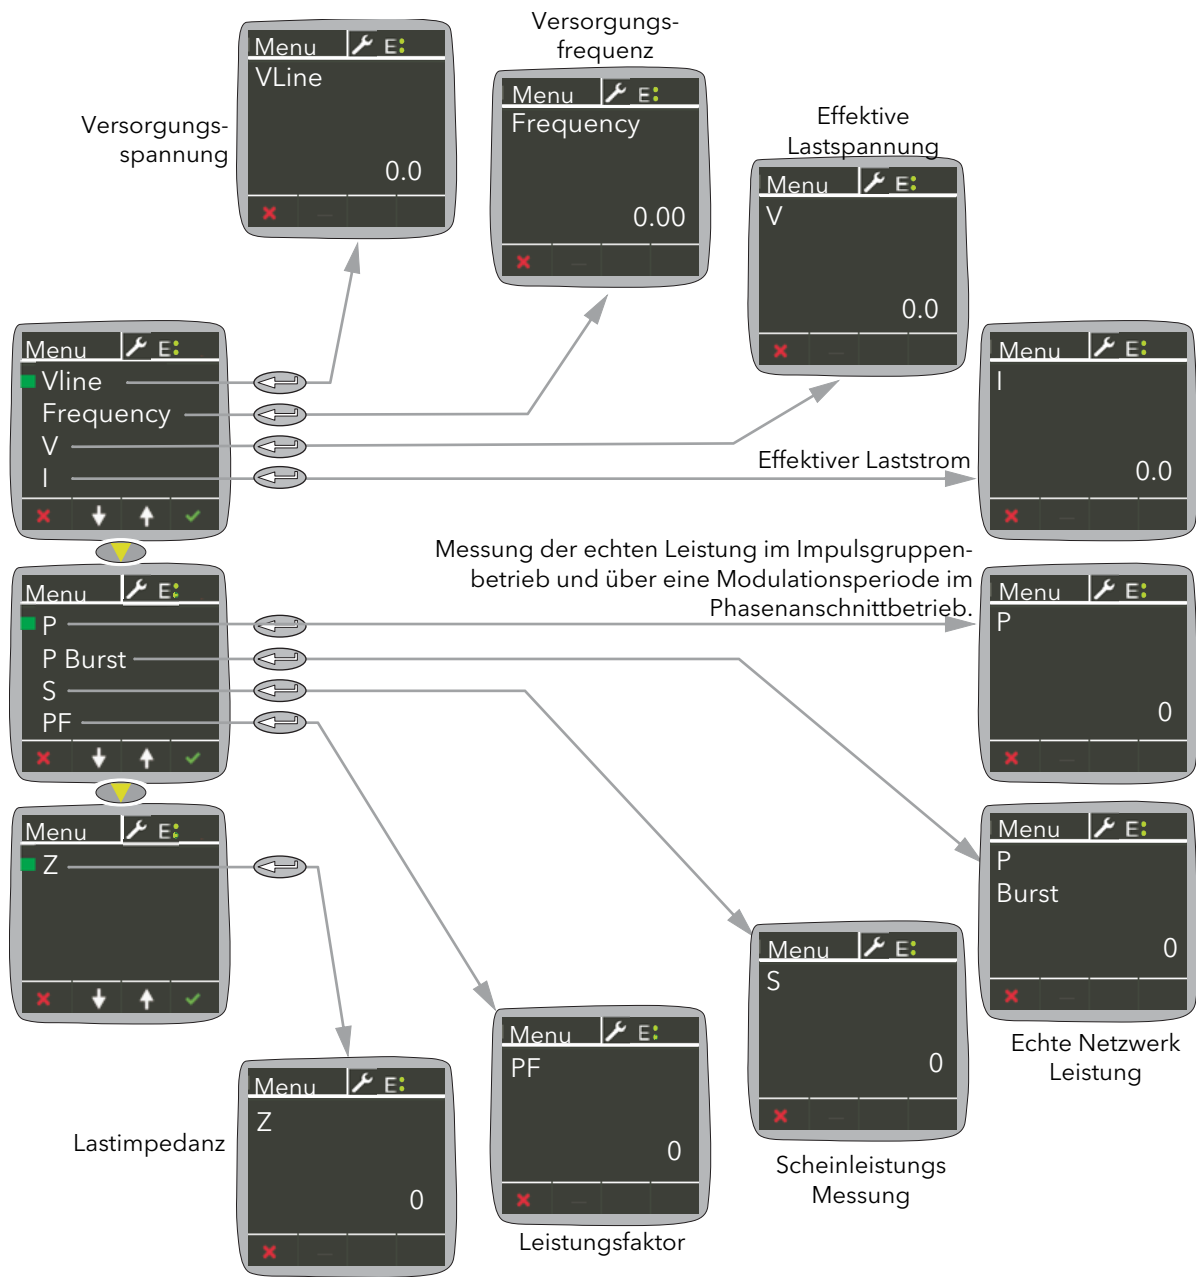 Versorgungs-
spannung
Menu E:
VLine
0.0
Versorgungs-
frequenz
Menu E:
Frequency
0.00
Effektive
Lastspannung
Menu E:
V
0.0
Menu E:
Vline
Frequency
V
I
Effektiver Laststrom
Menu E:
I
0.0
Messung der echten Leistung im Impulsgruppen-
betrieb und über eine Modulationsperiode im
Phasenanschnittbetrieb.
Menu E:
P
0
Menu E:
P
P Burst
S
PF
Menu E:
Z
Menu E:
P
Burst
0
Echte Netzwerk
Leistung
Menu E:
S
0
Scheinleistungs
Messung
Menu E:
PF
0
Leistungsfaktor
Lastimpedanz
Menu E:
Z
0